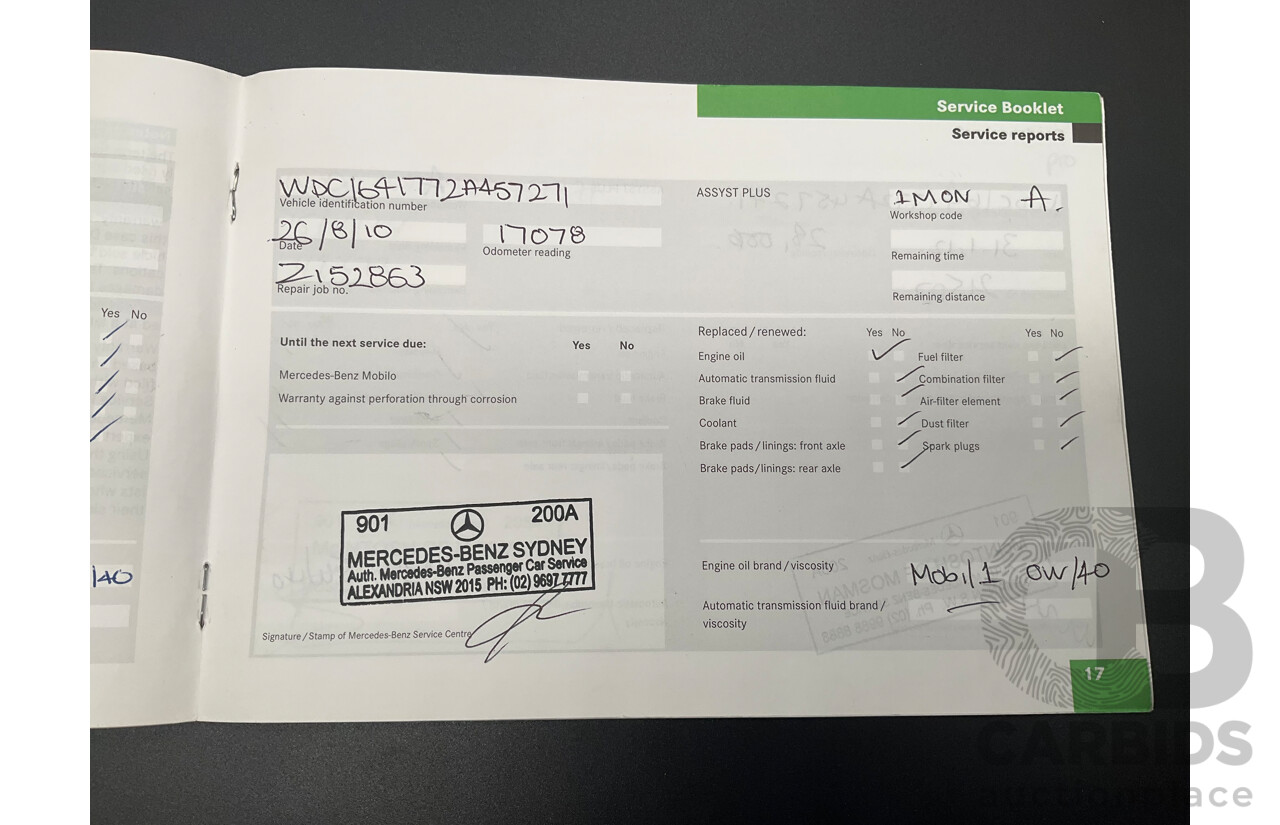 Service Booklet
Service reports
WDC1641772A457271
Vehicle identification number
26/8/10
Date
17078
Odometer reading
Z152863
Repair job no.
ASSYST PLUS
1MON A.
Workshop code
Remaining time
Remaining distance
Yes No
Until the next service due:
Yes No
Mercedes-Benz Mobilo
Warranty against perforation through corrosion
Replaced / renewed:
Yes No
Yes No
Engine oil
Fuel filter
Automatic transmission fluid
Combination filter
Brake fluid
Air-filter element
Coolant
Dust filter
Brake pads / linings: front axle
Spark plugs
Brake pads/linings: rear axle
901 200A
MERCEDES-BENZ SYDNEY
Auth. Mercedes-Benz Passenger Car Service
ALEXANDRIA NSW 2015 PH: (02) 9697 7777
Signature / Stamp of Mercedes-Benz Service Centre
Engine oil brand / viscosity
Mobil 1 0W/40
Automatic transmission fluid brand /
viscosity
/40
17
CARBIDS
auctionplace